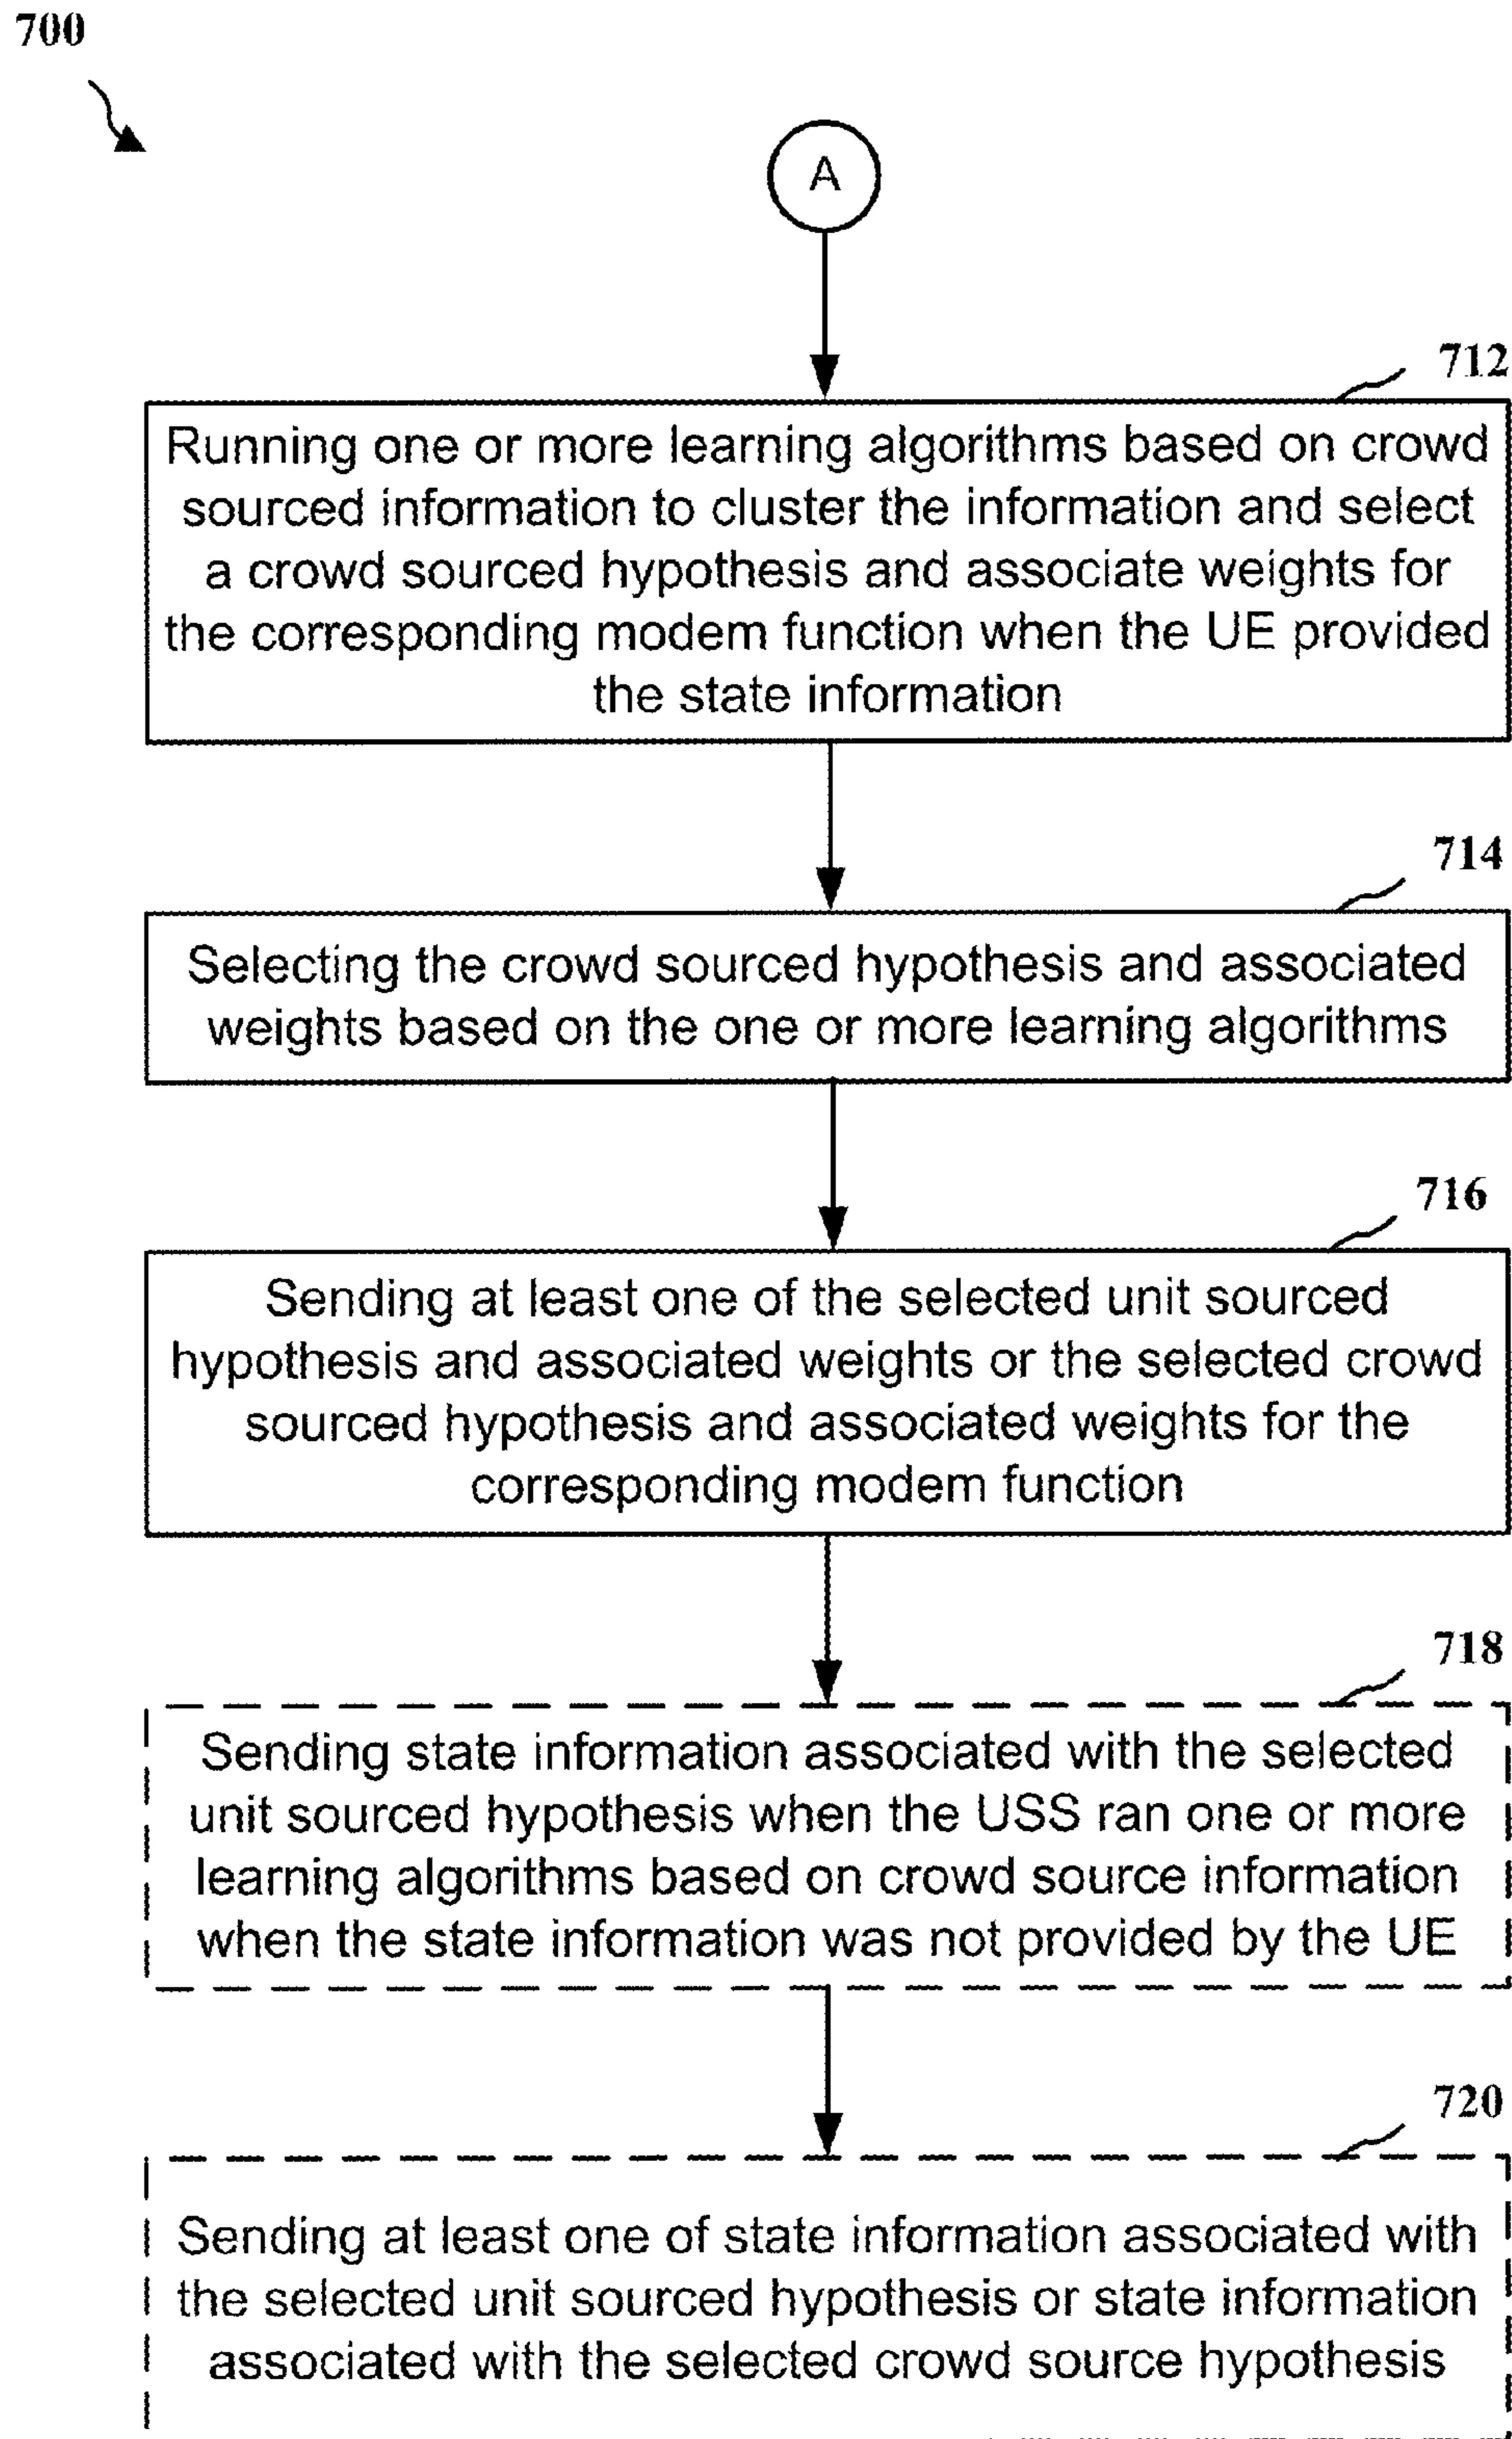 700
A
712
Running one or more learning algorithms based on crowd
sourced information to cluster the information and select
a crowd sourced hypothesis and associate weights for
the corresponding modem function when the UE provided
the state information
714
Selecting the crowd sourced hypothesis and associated
weights based on the one or more learning algorithms
716
Sending at least one of the selected unit sourced
hypothesis and associated weights or the selected crowd
sourced hypothesis and associated weights for the
corresponding modem function
718
Sending state information associated with the selected
unit sourced hypothesis when the USS ran one or more
learning algorithms based on crowd source information
when the state information was not provided by the UE
720
Sending at least one of state information associated with
the selected unit sourced hypothesis or state information
associated with the selected crowd source hypothesis